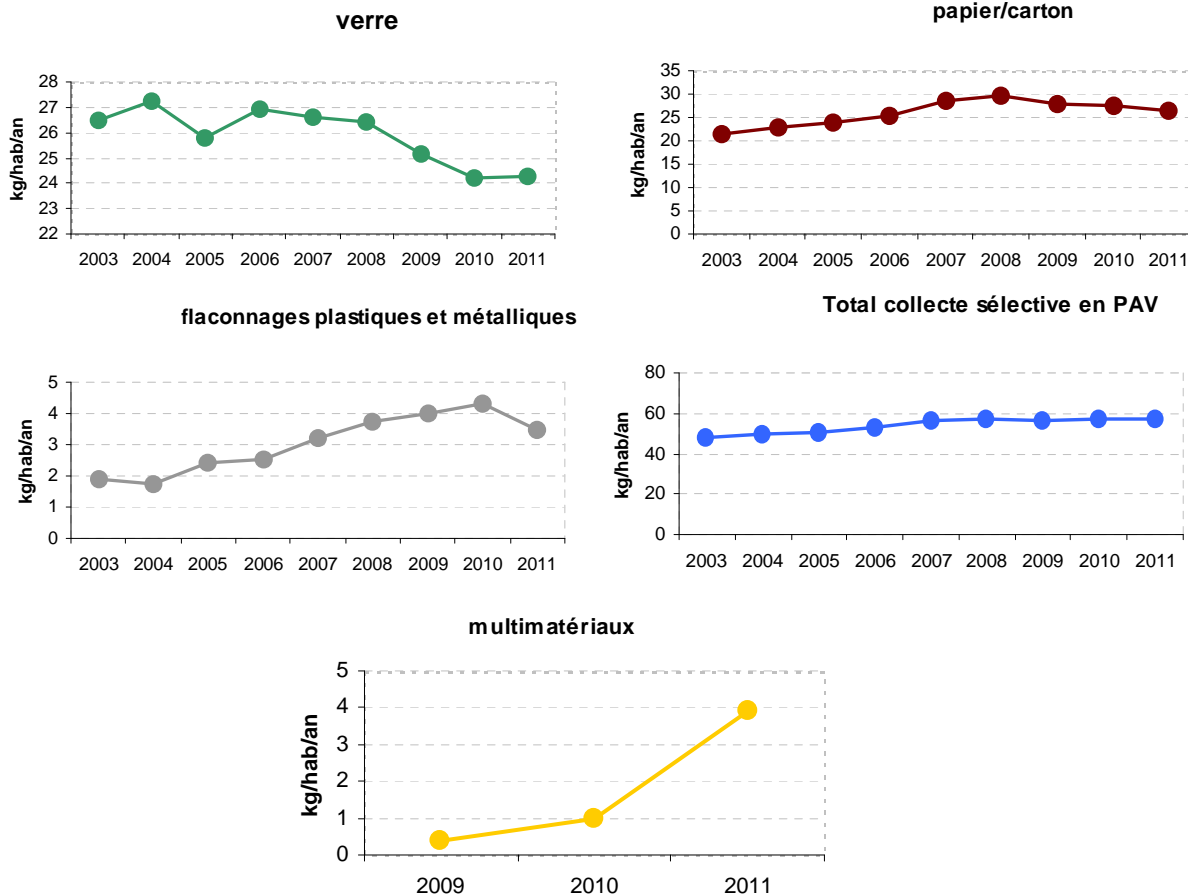 verre
kg/hab/an
28
27
26
25
24
23
22
2003 2004 2005 2006 2007 2008 2009 2010 2011
papier/carton
kg/hab/an
35
30
25
20
15
10
5
0
2003 2004 2005 2006 2007 2008 2009 2010 2011
flaconnages plastiques et métalliques
kg/hab/an
5
4
3
2
1
0
2003 2004 2005 2006 2007 2008 2009 2010 2011
Total collecte sélective en PAV
kg/hab/an
80
60
40
20
0
2003 2004 2005 2006 2007 2008 2009 2010 2011
multimatériaux
kg/hab/an
5
4
3
2
1
0
2009 2010 2011